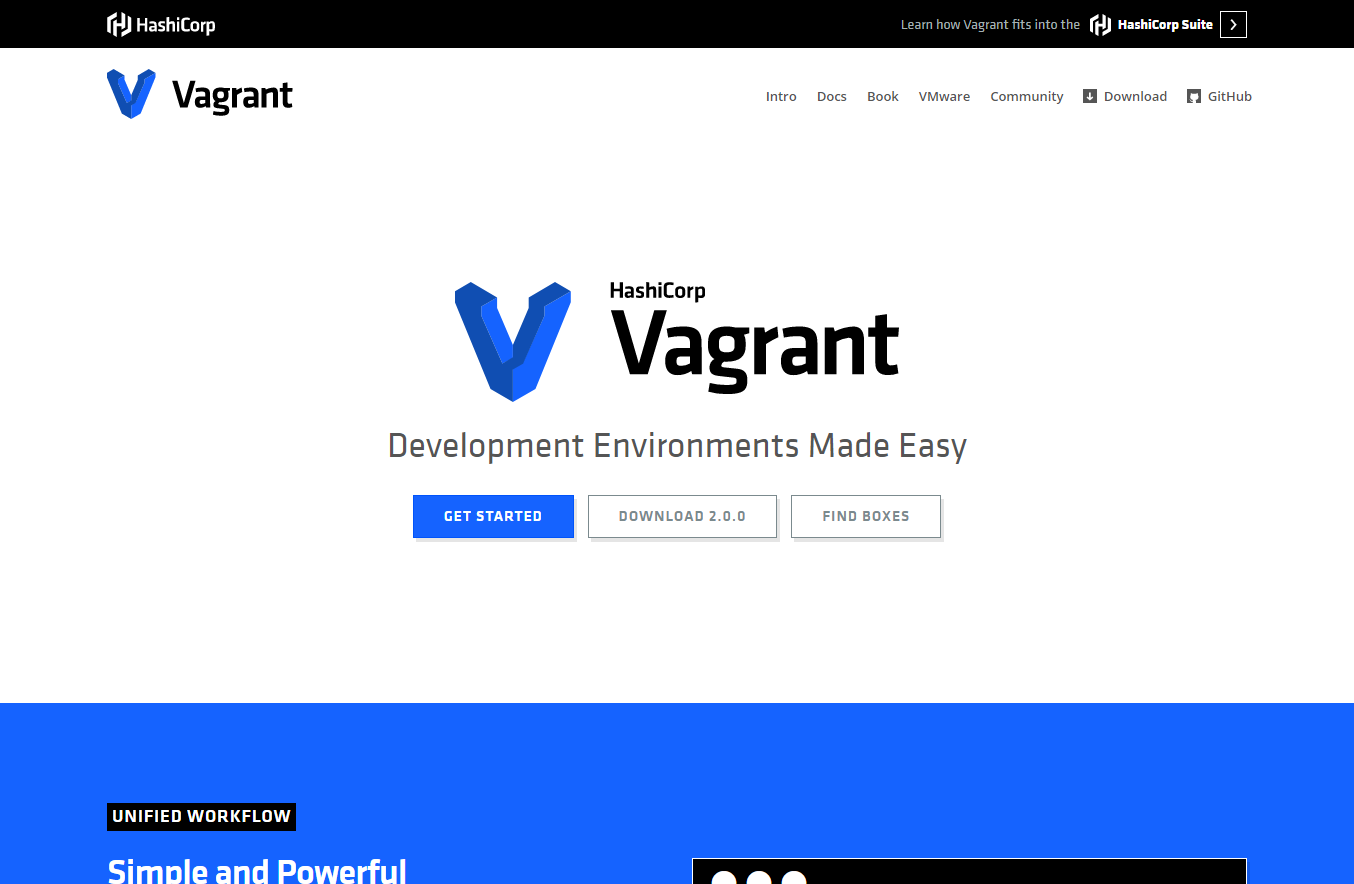 HashiCorp
Learn how Vagrant fits into the HashiCorp Suite
Vagrant
Intro Docs Book VMware Community Download GitHub
HashiCorp
Vagrant
Development Environments Made Easy
GET STARTED DOWNLOAD 2.0.0 FIND BOXES
UNIFIED WORKFLOW
Simple and Powerful